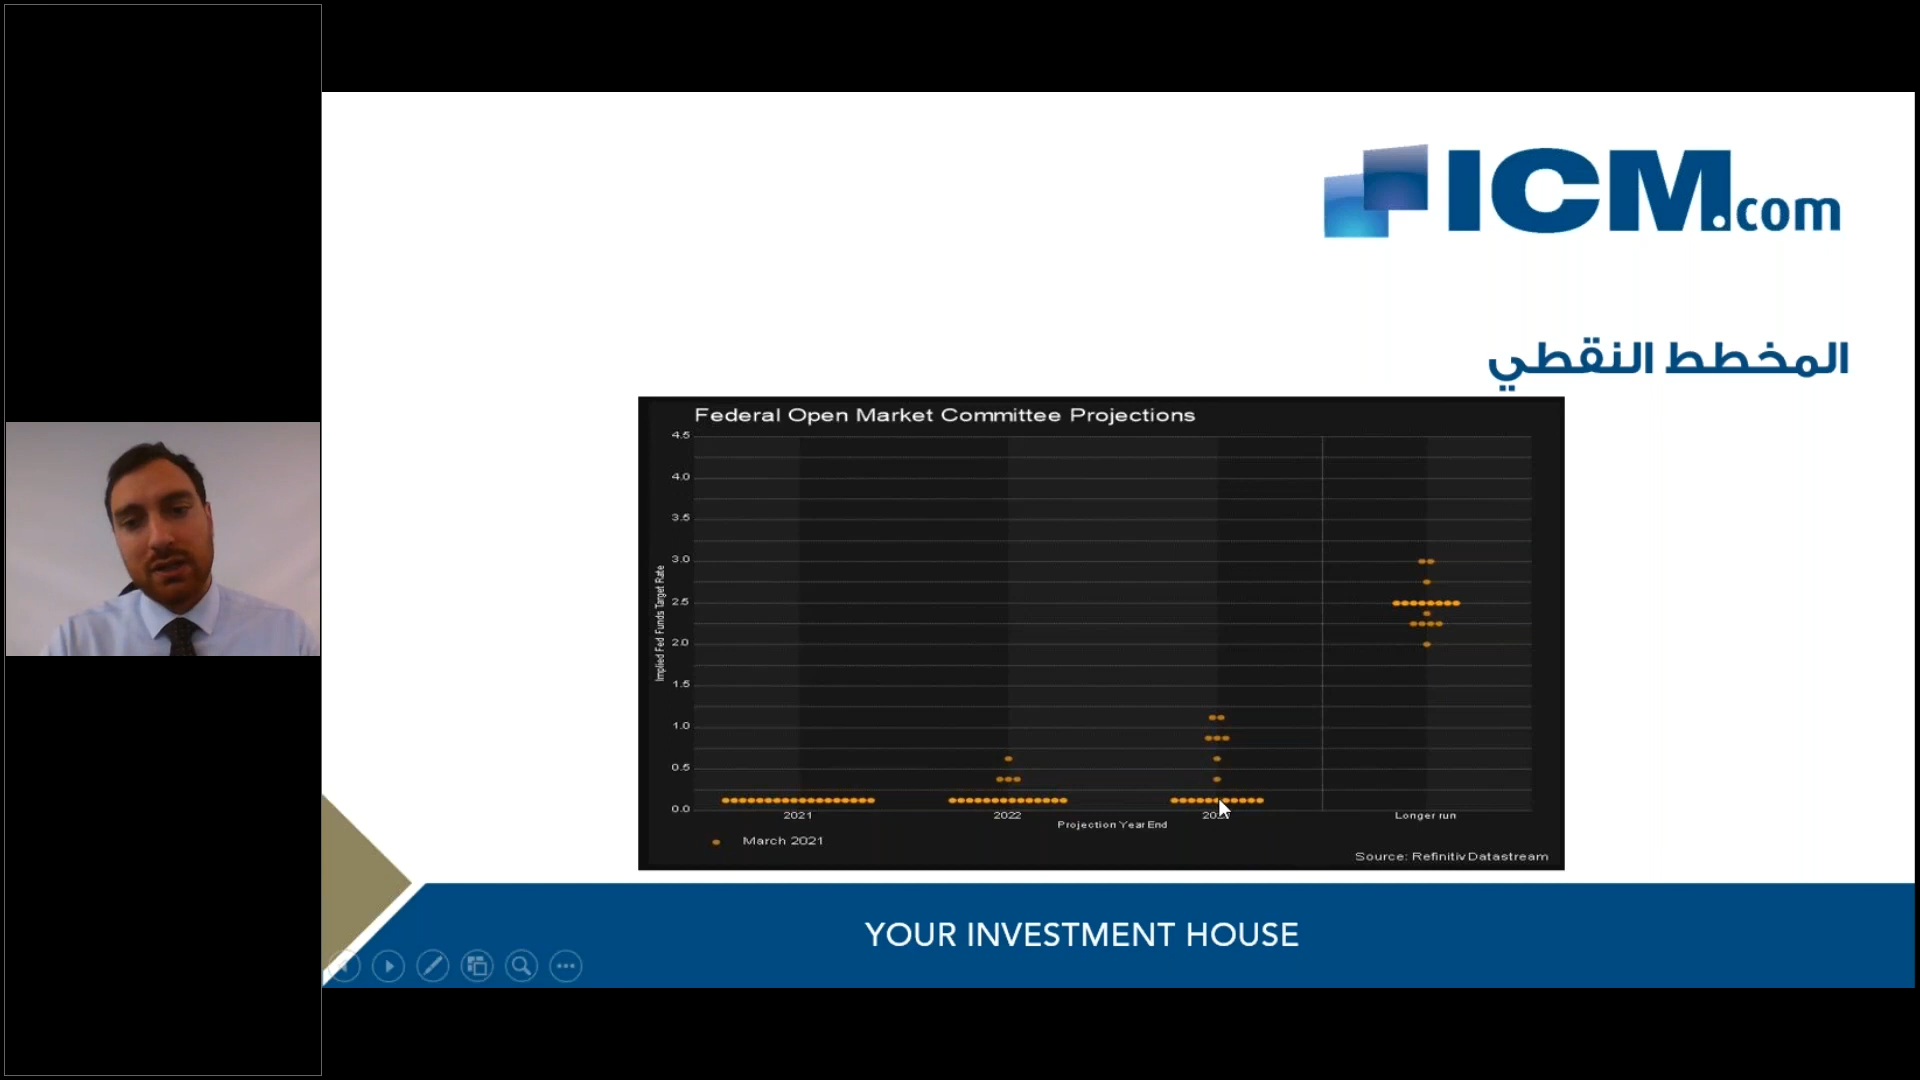 ICM.com
المخطط النقطي
Federal Open Market Committee Projections
4.5
4.0
3.5
3.0
2.5
2.0
1.5
1.0
0.5
0.0
Implied Fed Funds Target Rate
2021
2022
Longer run
Projection Year End
March 2021
Source: Refinitiv Datastream
YOUR INVESTMENT HOUSE